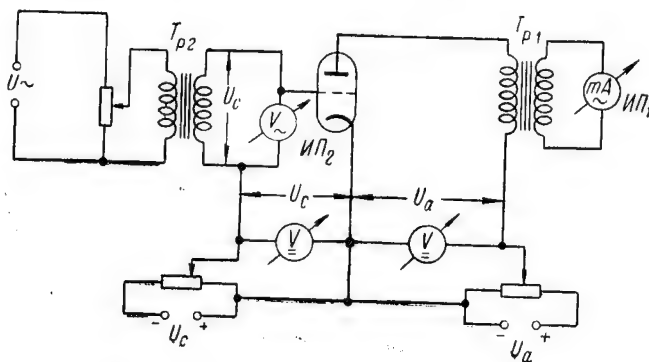 Тр2
Тр1
U~
Uc
V~
ИП2
mA~
ИП1
Uc
Ua
V=
V=
- +
Uc
- +
Ua